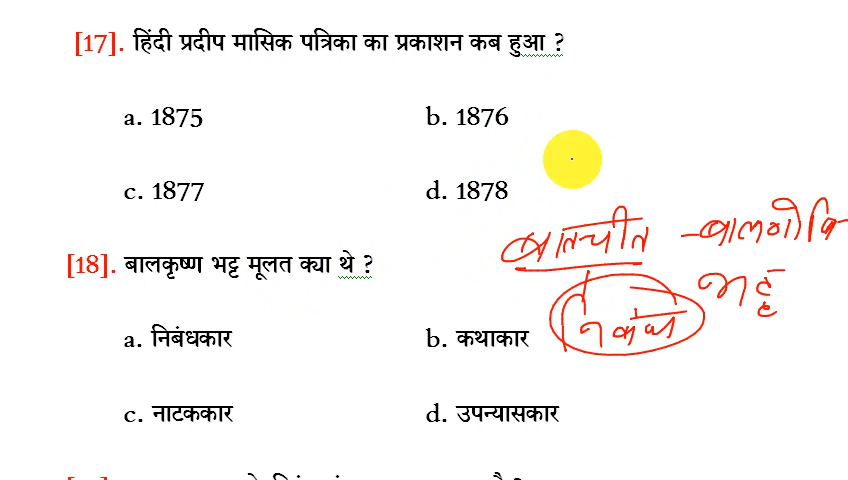 [17]. हिंदी प्रदीप मासिक पत्रिका का प्रकाशन कब हुआ ?
a. 1875 b. 1876
c. 1877 d. 1878
बातचीत - बालगोवि
[18]. बालकृष्ण भट्ट मूलत क्या थे ?
भट्ट
निबंध
a. निबंधकार b. कथाकार
c. नाटककार d. उपन्यासकार